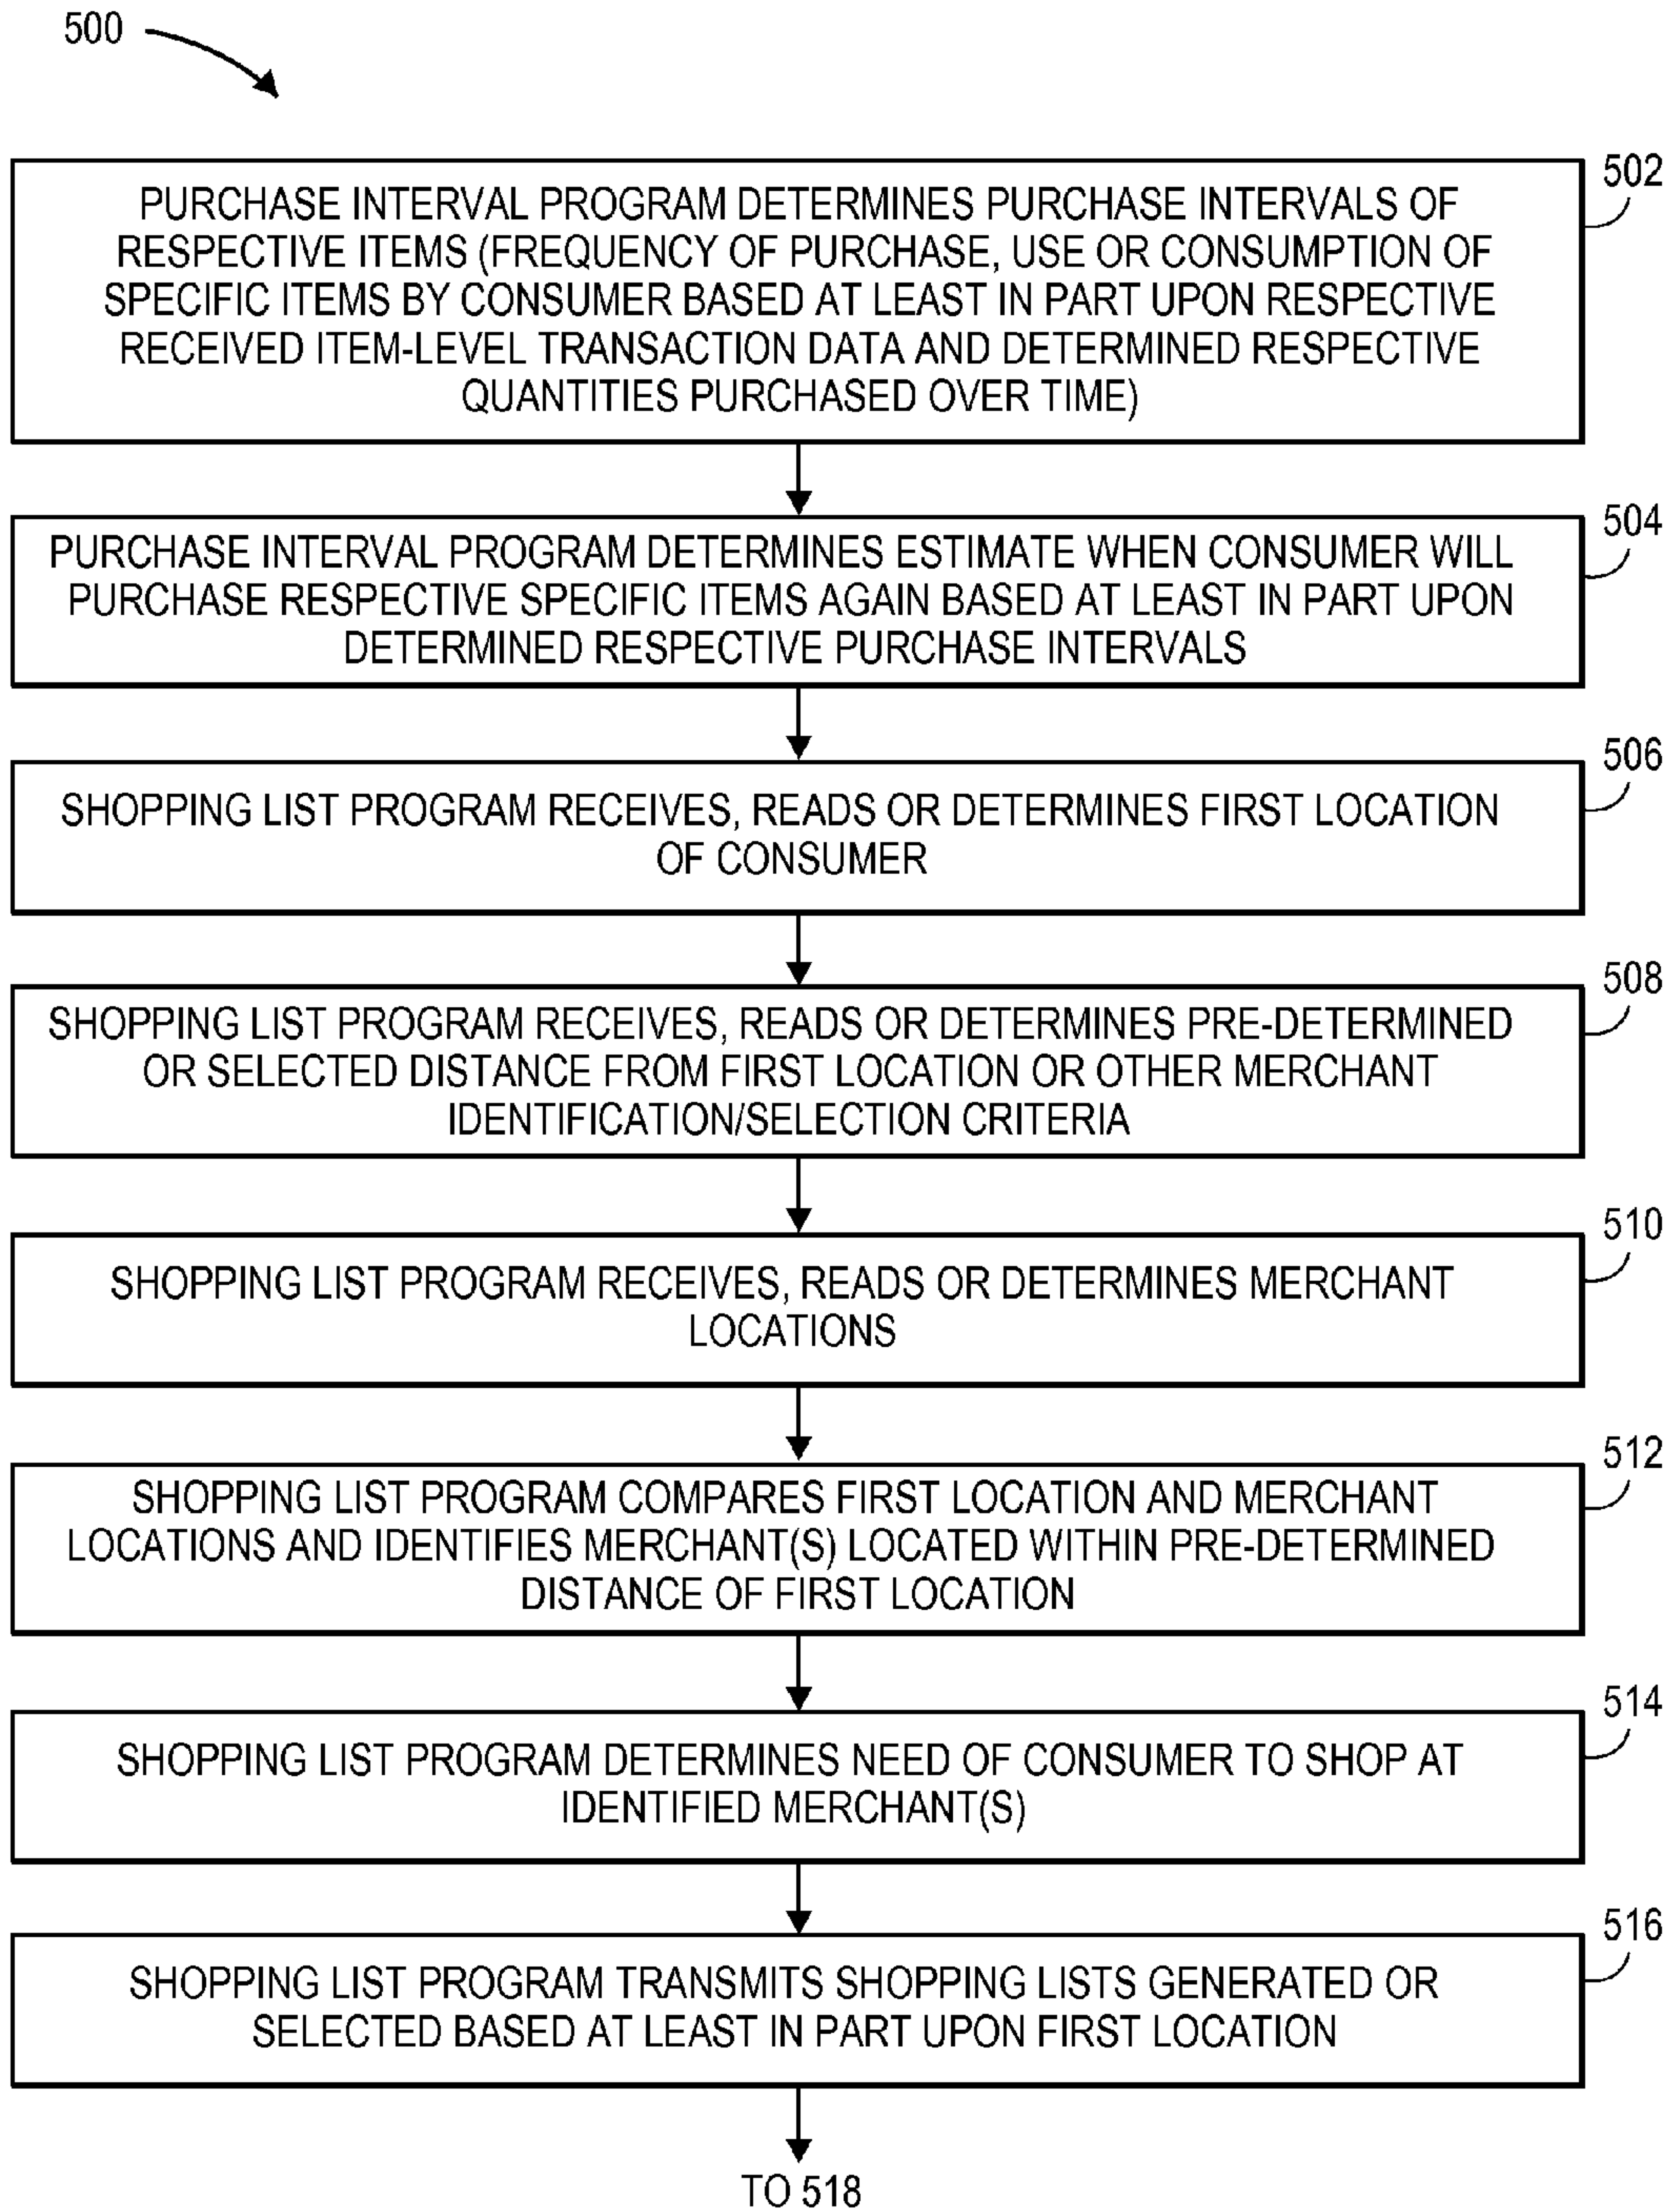 500
502
PURCHASE INTERVAL PROGRAM DETERMINES PURCHASE INTERVALS OF
RESPECTIVE ITEMS (FREQUENCY OF PURCHASE, USE OR CONSUMPTION OF
SPECIFIC ITEMS BY CONSUMER BASED AT LEAST IN PART UPON RESPECTIVE
RECEIVED ITEM-LEVEL TRANSACTION DATA AND DETERMINED RESPECTIVE
QUANTITIES PURCHASED OVER TIME)
504
PURCHASE INTERVAL PROGRAM DETERMINES ESTIMATE WHEN CONSUMER WILL
PURCHASE RESPECTIVE SPECIFIC ITEMS AGAIN BASED AT LEAST IN PART UPON
DETERMINED RESPECTIVE PURCHASE INTERVALS
506
SHOPPING LIST PROGRAM RECEIVES, READS OR DETERMINES FIRST LOCATION
OF CONSUMER
508
SHOPPING LIST PROGRAM RECEIVES, READS OR DETERMINES PRE-DETERMINED
OR SELECTED DISTANCE FROM FIRST LOCATION OR OTHER MERCHANT
IDENTIFICATION/SELECTION CRITERIA
510
SHOPPING LIST PROGRAM RECEIVES, READS OR DETERMINES MERCHANT
LOCATIONS
512
SHOPPING LIST PROGRAM COMPARES FIRST LOCATION AND MERCHANT
LOCATIONS AND IDENTIFIES MERCHANT(S) LOCATED WITHIN PRE-DETERMINED
DISTANCE OF FIRST LOCATION
514
SHOPPING LIST PROGRAM DETERMINES NEED OF CONSUMER TO SHOP AT
IDENTIFIED MERCHANT(S)
516
SHOPPING LIST PROGRAM TRANSMITS SHOPPING LISTS GENERATED OR
SELECTED BASED AT LEAST IN PART UPON FIRST LOCATION
TO 518